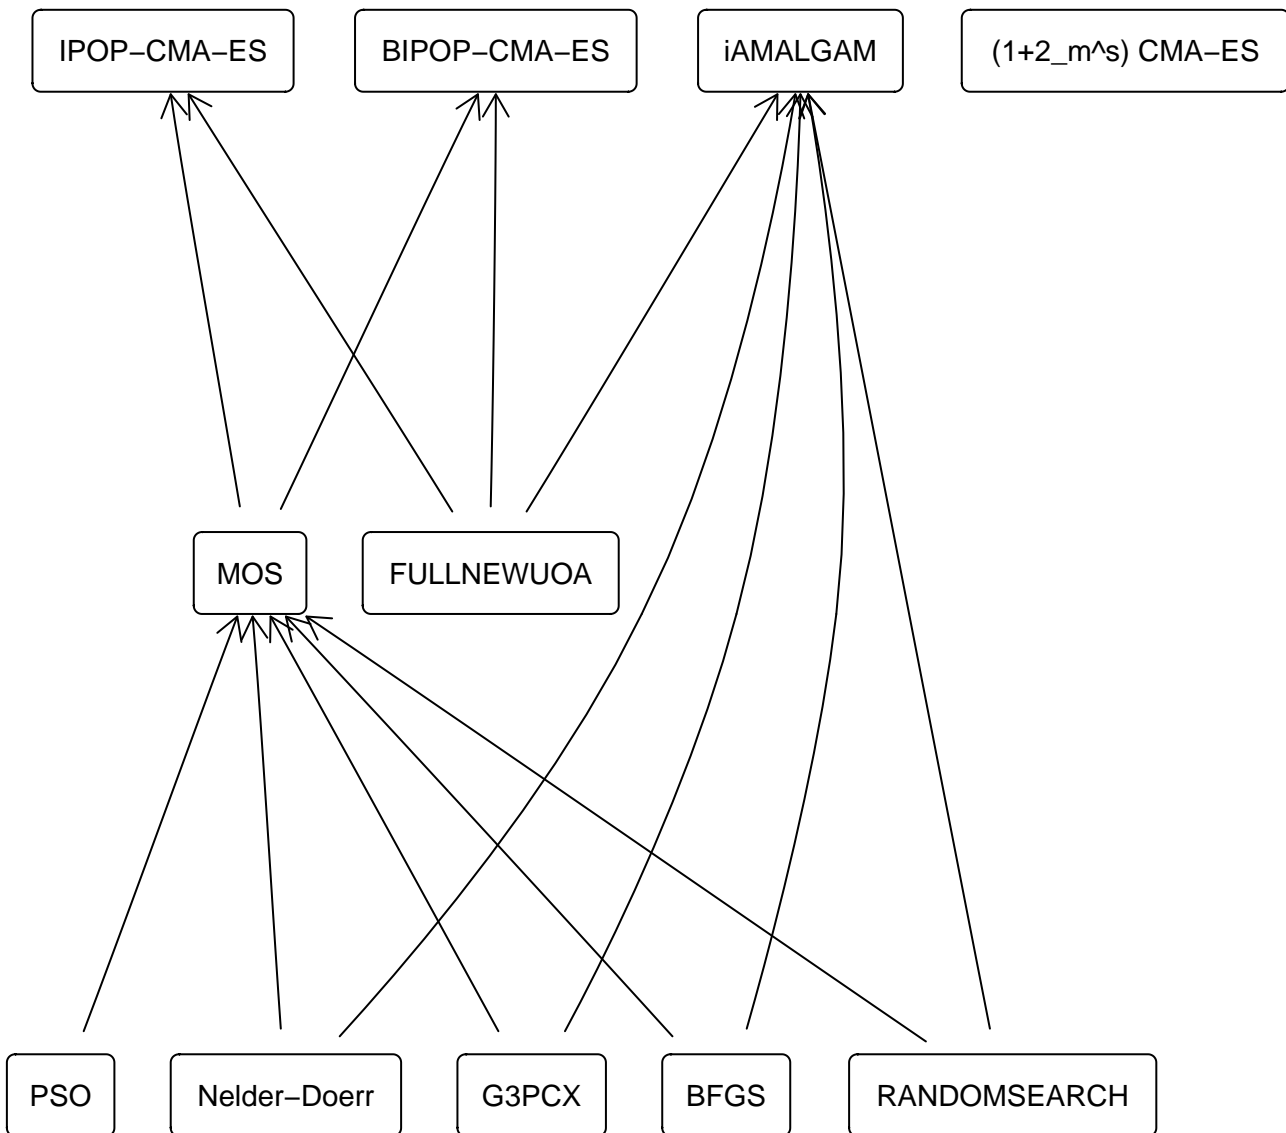 IPOP−CMA−ES
BIPOP−CMA−ES
iAMALGAM
(1+2_m^s) CMA−ES
MOS
FULLNEWUOA
PSO
Nelder−Doerr
G3PCX
BFGS
RANDOMSEARCH